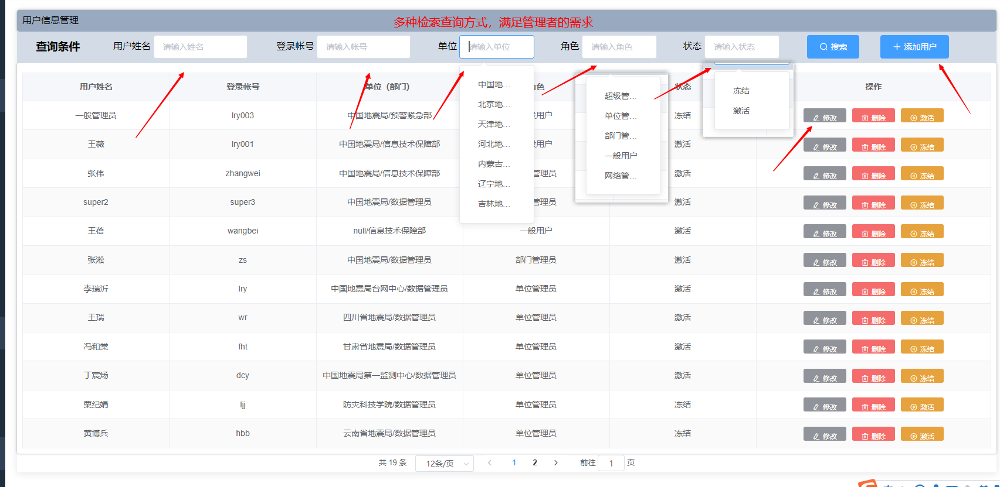 用户信息管理
多种检索查询方式，满足管理者的需求
查询条件 用户姓名 请输入姓名 登录帐号 请输入帐号 单位 请输入单位 角色 请输入角色 状态 请输入状态 搜索 添加用户
用户姓名 登录帐号 单位（部门） 角色 状态 操作
一般管理员 lry003 中国地震局/预警紧急部 用户 冻结 修改 删除 激活
王薇 lry001 中国地震局/信息技术保障部 用户 激活 修改 删除 冻结
张伟 zhangwei 中国地震局/信息技术保障部 管理员 激活 修改 删除 冻结
super2 super3 中国地震局/数据管理员 管理员 激活 修改 删除 冻结
王蓓 wangbei null/信息技术保障部 一般用户 激活 修改 删除 冻结
张淞 zs 中国地震局/数据管理员 部门管理员 激活 修改 删除 冻结
李瑞沂 lry 中国地震局台网中心/数据管理员 单位管理员 激活 修改 删除 冻结
王瑞 wr 四川省地震局/数据管理员 单位管理员 激活 修改 删除 冻结
冯和棠 fht 甘肃省地震局/数据管理员 单位管理员 激活 修改 删除 冻结
丁宸炀 dcy 中国地震局第一监测中心/数据管理员 单位管理员 激活 修改 删除 冻结
栗纪娟 ljj 防灾科技学院/数据管理员 单位管理员 冻结 修改 删除 激活
黄博兵 hbb 云南省地震局/数据管理员 单位管理员 冻结 修改 删除 激活
中国地...
北京地...
天津地...
河北地...
内蒙古...
辽宁地...
吉林地...
超级管...
单位管...
部门管...
一般用户
网络管...
冻结
激活
共 19 条 12条/页 1 2 前往 1 页